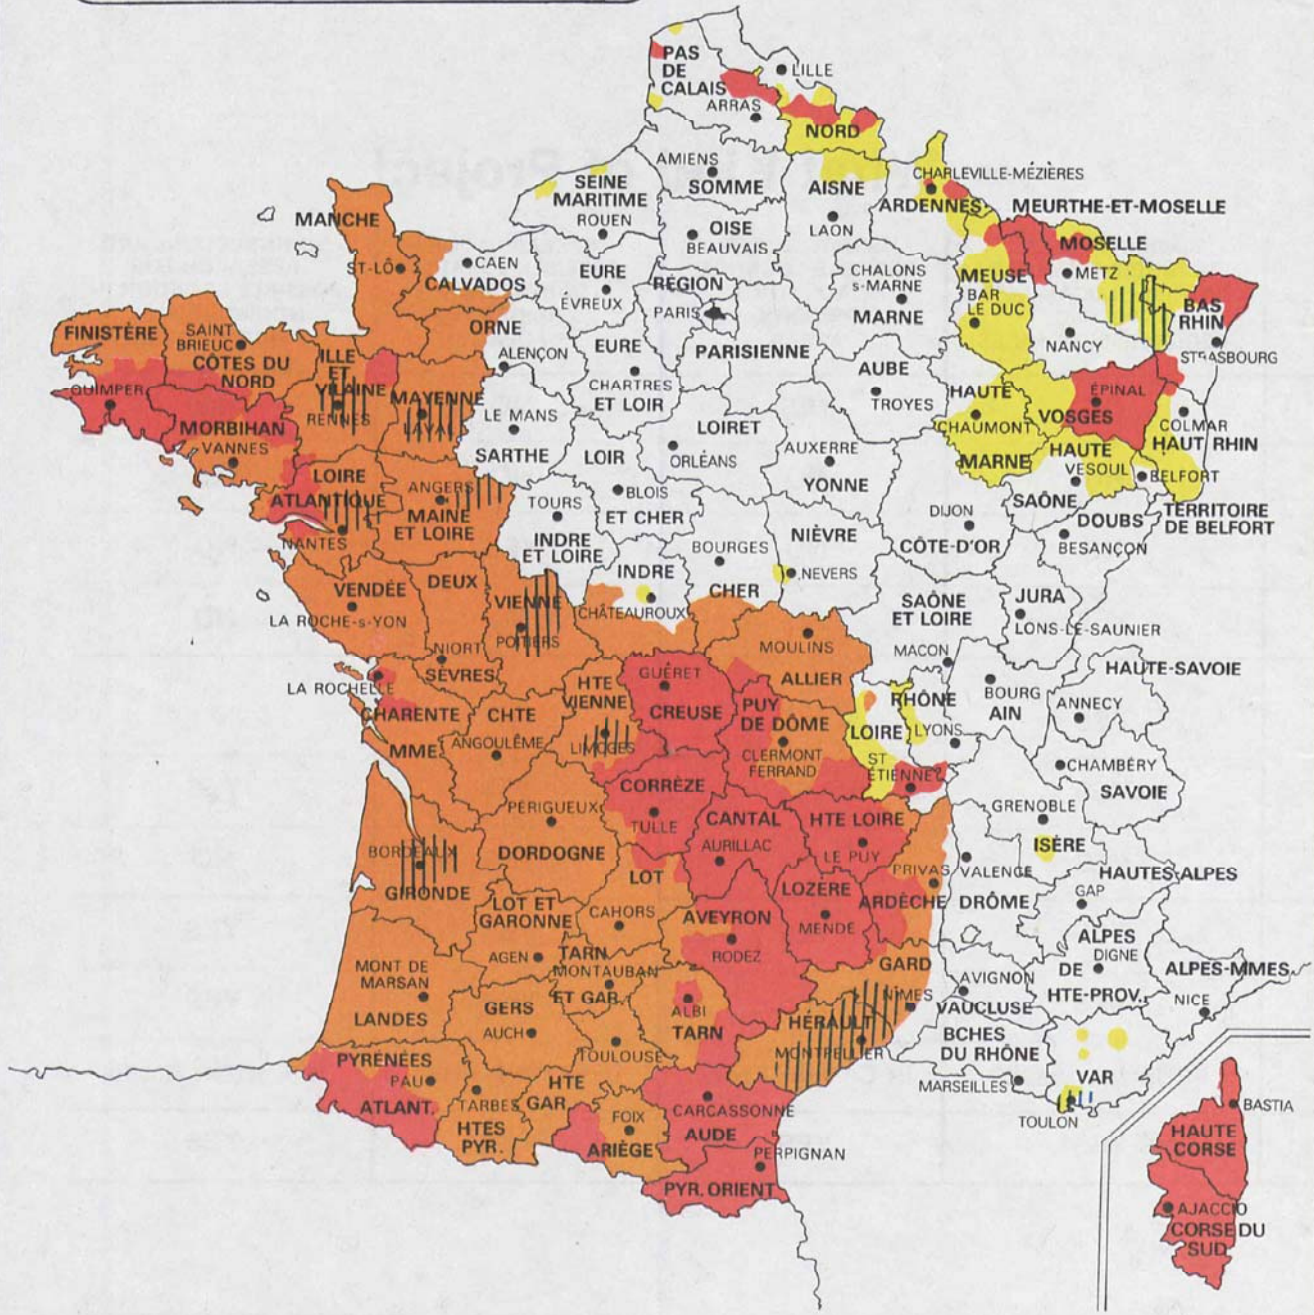 PAS
DE
CALAIS
LILLE
ARRAS
NORD
AMIENS
SOMME
AISNE
LAON
CHARLEVILLE-MÉZIÈRES
ARDENNES
MEURTHE-ET-MOSELLE
SEINE
MARITIME
ROUEN
OISE
BEAUVAIS
MANCHE
ST-LÔ
CAEN
CALVADOS
EURE
ÉVREUX
REGION
PARIS
PARISIENNE
CHALONS
s-MARNE
MARNE
MEUSE
BAR
LE DUC
MOSELLE
METZ
NANCY
BAS
RHIN
STRASBOURG
FINISTÈRE
QUIMPER
SAINT
BRIEUC
CÔTES DU
NORD
ILLE
ET
VILAINE
RENNES
MAYENNE
LAVAL
ORNE
ALENÇON
EURE
CHARTRES
ET LOIR
AUBE
TROYES
HAUTE
CHAUMONT
MARNE
VOSGES
ÉPINAL
COLMAR
HAUT RHIN
MORBIHAN
VANNES
LE MANS
SARTHE
LOIR
BLOIS
ET CHER
LOIRET
ORLÉANS
AUXERRE
YONNE
HAUTE
VESOUL
SAÔNE
BELFORT
TERRITOIRE
DE BELFORT
LOIRE
ATLANTIQUE
NANTES
ANGERS
MAINE
ET LOIRE
TOURS
INDRE
ET LOIRE
DIJON
CÔTE-D'OR
DOUBS
BESANÇON
NIÈVRE
NEVERS
BOURGES
CHER
INDRE
CHÂTEAUROUX
VENDÉE
LA ROCHE-s-YON
DEUX
NIORT
SÈVRES
VIENNE
POITIERS
SAÔNE
ET LOIRE
MACON
JURA
LONS-LE-SAUNIER
MOULINS
ALLIER
HAUTE-SAVOIE
ANNECY
LA ROCHELLE
CHARENTE
MME
CHTE
ANGOULÊME
HTE
VIENNE
LIMOGES
GUÉRET
CREUSE
PUY
DE DÔME
CLERMONT
FERRAND
LOIRE
ST
ÉTIENNE
RHÔNE
LYONS
BOURG
AIN
CHAMBÉRY
SAVOIE
PÉRIGUEUX
DORDOGNE
CORRÈZE
TULLE
CANTAL
AURILLAC
HTE LOIRE
LE PUY
GRENOBLE
ISÈRE
BORDEAUX
GIRONDE
LOT
CAHORS
LOT ET
GARONNE
AGEN
AVEYRON
RODEZ
LOZÈRE
MENDE
PRIVAS
ARDÈCHE
VALENCE
DRÔME
HAUTES-ALPES
GAP
MONT DE
MARSAN
LANDES
TARN
MONTAUBAN
ET GAR.
GERS
AUCH
ALBI
TARN
GARD
NÎMES
HÉRAULT
MONTPELLIER
AVIGNON
VAUCLUSE
ALPES
DIGNE
DE
HTE-PROV.
ALPES-MMES
NICE
BCHES
DU RHÔNE
MARSEILLES
VAR
TOULON
PYRÉNÉES
PAU
ATLANT.
TARBES
HTES
PYR.
HTE
GAR
TOULOUSE
FOIX
ARIÈGE
CARCASSONNE
AUDE
PERPIGNAN
PYR. ORIENT
BASTIA
HAUTE
CORSE
AJACCIO
CORSE DU
SUD